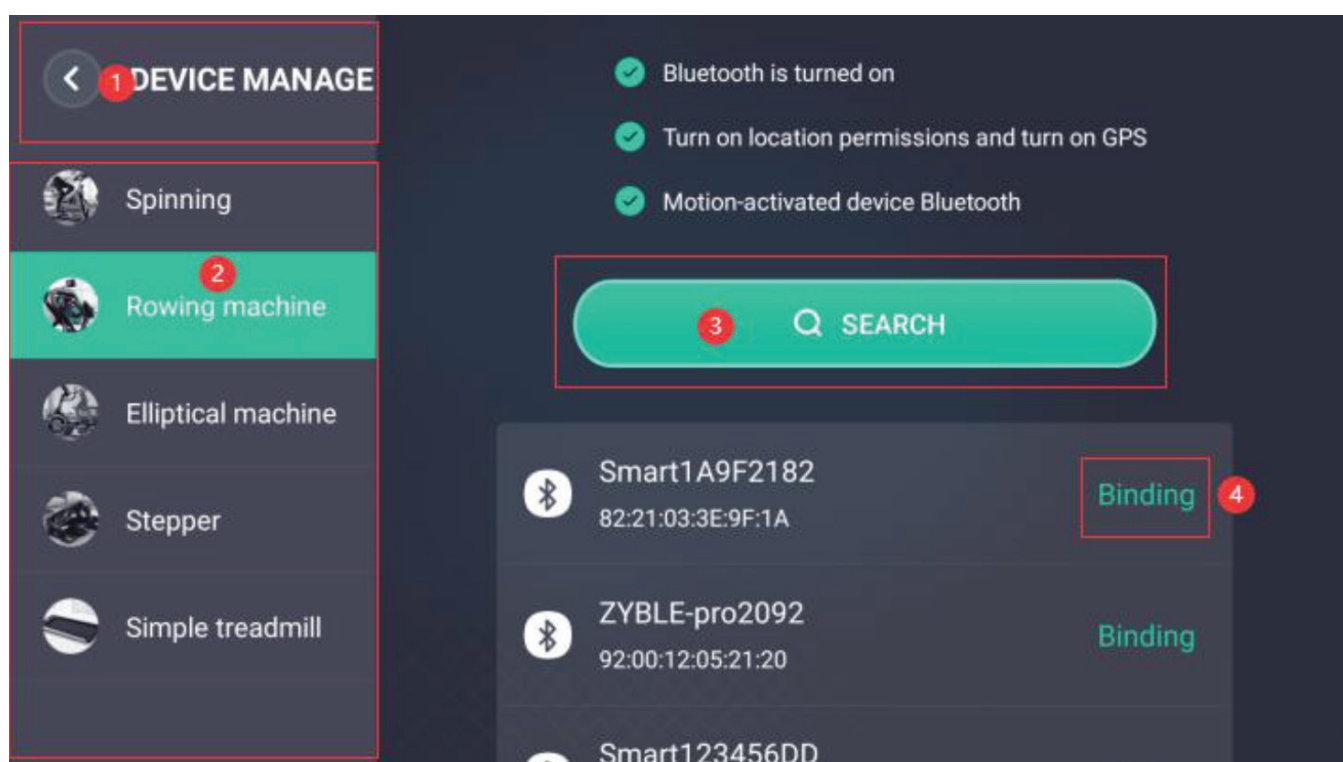 1 DEVICE MANAGE
Spinning
2
Rowing machine
Elliptical machine
Stepper
Simple treadmill
Bluetooth is turned on
Turn on location permissions and turn on GPS
Motion-activated device Bluetooth
3 SEARCH
Smart1A9F2182
82:21:03:3E:9F:1A
Binding 4
ZYBLE-pro2092
92:00:12:05:21:20
Binding
Smart123456DD